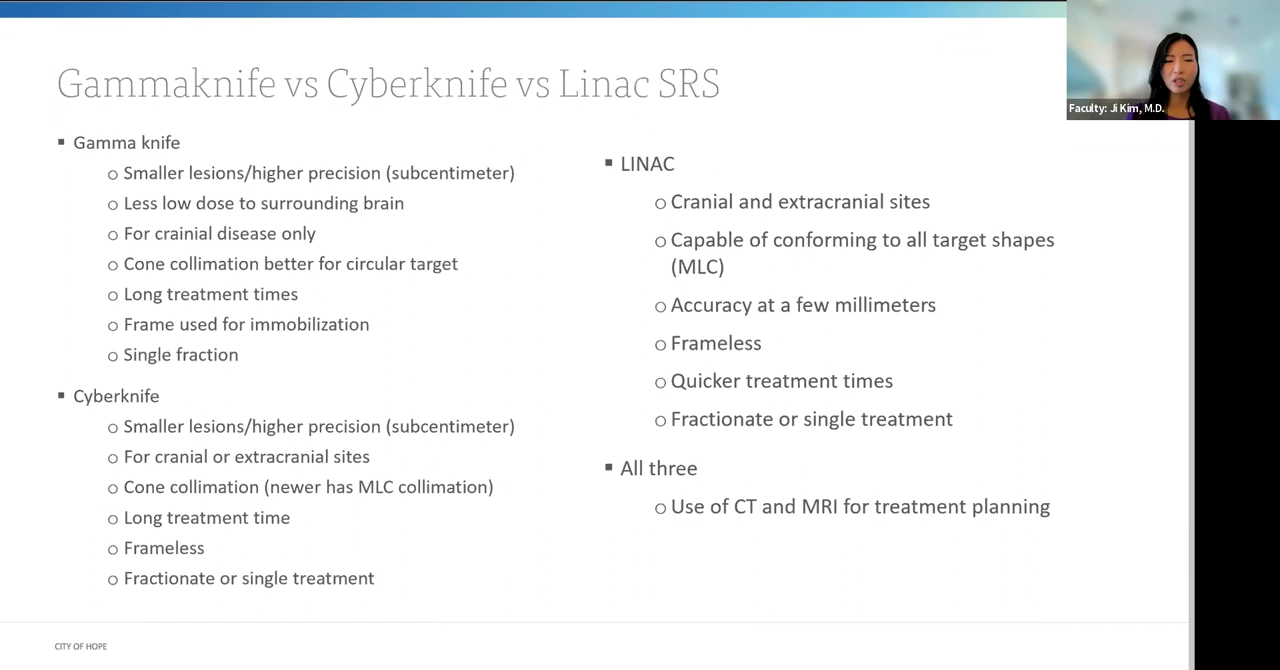 Gammaknife vs Cyberknife vs Linac SRS
Faculty: Ji Kim, M.D.
▪ Gamma knife
o Smaller lesions/higher precision (subcentimeter)
o Less low dose to surrounding brain
o For crainial disease only
o Cone collimation better for circular target
o Long treatment times
o Frame used for immobilization
o Single fraction
▪ Cyberknife
o Smaller lesions/higher precision (subcentimeter)
o For cranial or extracranial sites
o Cone collimation (newer has MLC collimation)
o Long treatment time
o Frameless
o Fractionate or single treatment
▪ LINAC
o Cranial and extracranial sites
o Capable of conforming to all target shapes
(MLC)
o Accuracy at a few millimeters
o Frameless
o Quicker treatment times
o Fractionate or single treatment
▪ All three
o Use of CT and MRI for treatment planning
CITY OF HOPE